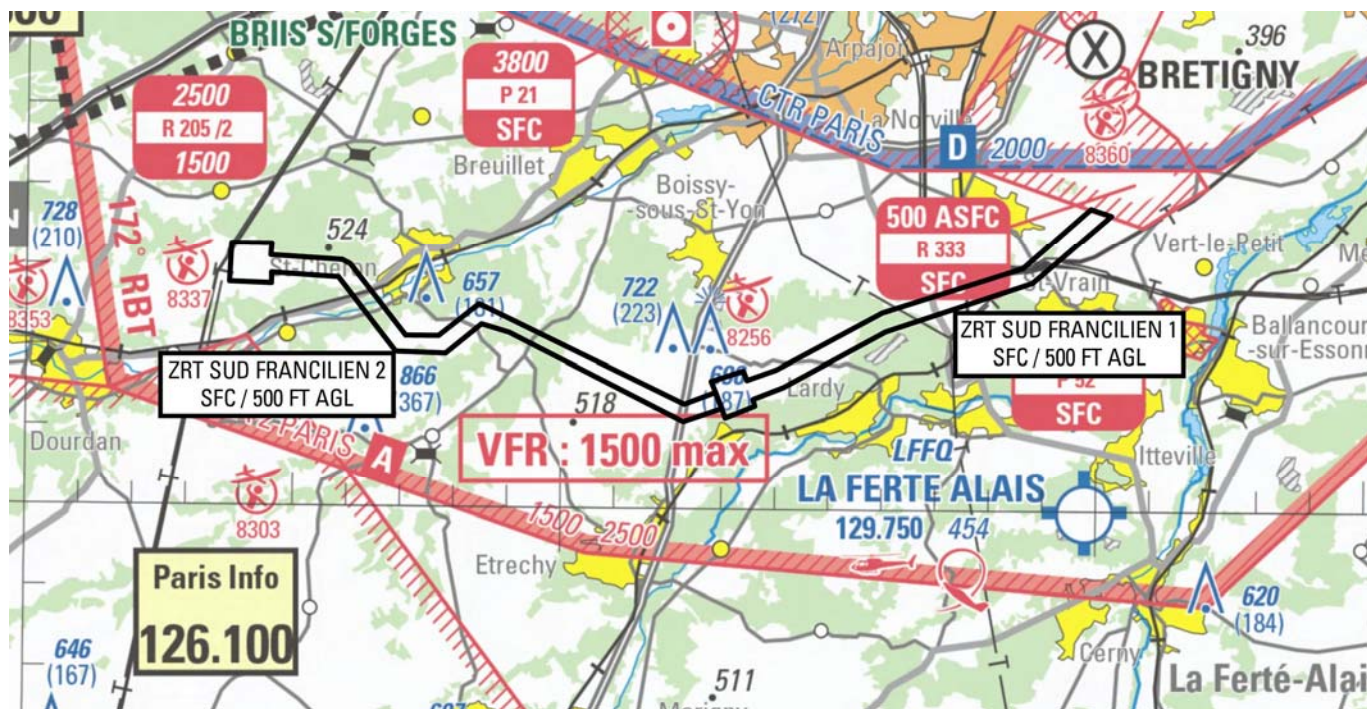 BRIIS S/FORGES
3800
P 21
SFC
(272)
Arpajon
396
BRETIGNY
2500
R 205 /2
1500
CTR PARIS
La Norville
8360
D
2000
Breuillet
Boissy-
-sous-St-Yon
728
(210)
172° RBT
524
St-Chéron
8337
8353
657
(181)
722
(223)
8256
500 ASFC
R 333
SFC
Vert-le-Petit
St-Vrain
ZRT SUD FRANCILIEN 1
SFC / 500 FT AGL
Ballancour
-sur-Essonn
ZRT SUD FRANCILIEN 2
SFC / 500 FT AGL
866
(367)
Lardy
P 52
SFC
518
Dourdan
PARIS
A
VFR : 1500 max
LFFQ
LA FERTE ALAIS
129.750
454
Itteville
8303
1500
2500
Etrechy
Paris Info
126.100
620
(184)
646
(167)
Cerny
La Ferté-Alai
511